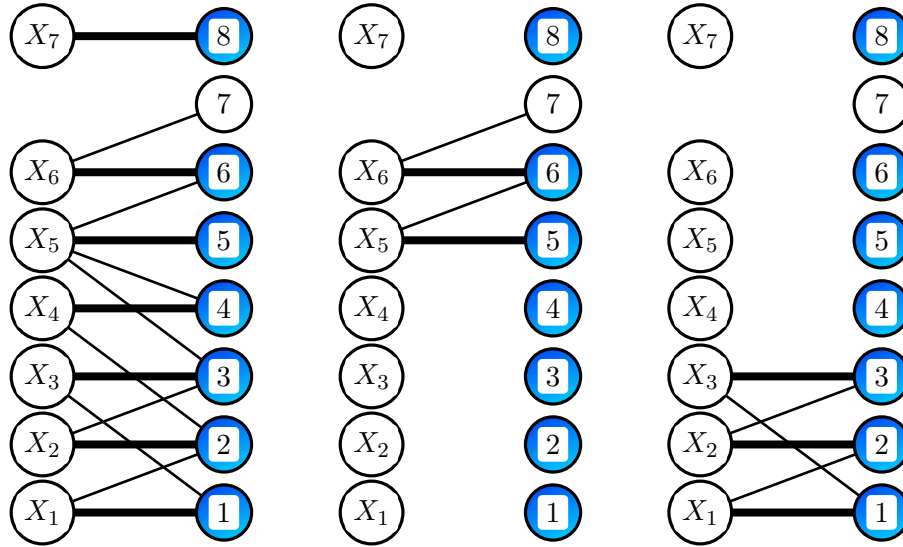 X₇ 8 X₇ 8 X₇ 8
7 7 7
X₆ 6 X₆ 6 X₆ 6
X₅ 5 X₅ 5 X₅ 5
X₄ 4 X₄ 4 X₄ 4
X₃ 3 X₃ 3 X₃ 3
X₂ 2 X₂ 2 X₂ 2
X₁ 1 X₁ 1 X₁ 1